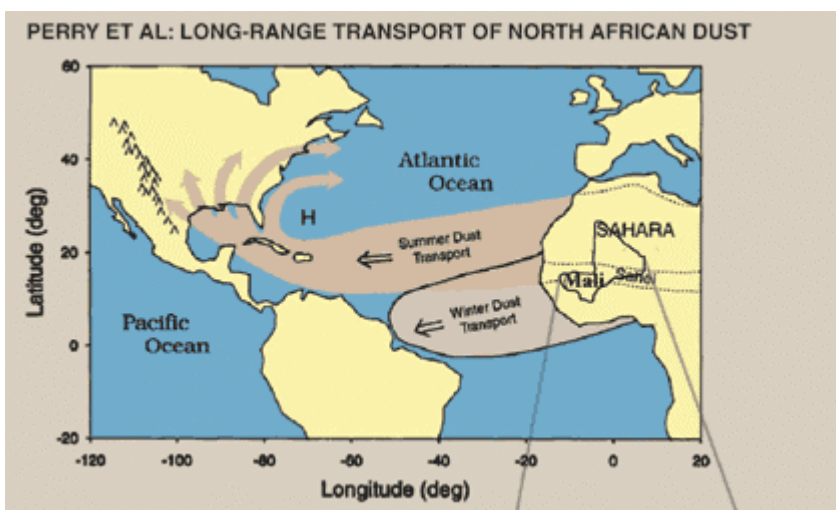 PERRY ET AL: LONG-RANGE TRANSPORT OF NORTH AFRICAN DUST
60
40
20
0
-20
Latitude (deg)
Atlantic
Ocean
H
SAHARA
Summer Dust
Transport
Mali
Winter Dust
Transport
Pacific
Ocean
-120
-100
-80
-60
-40
-20
0
20
Longitude (deg)